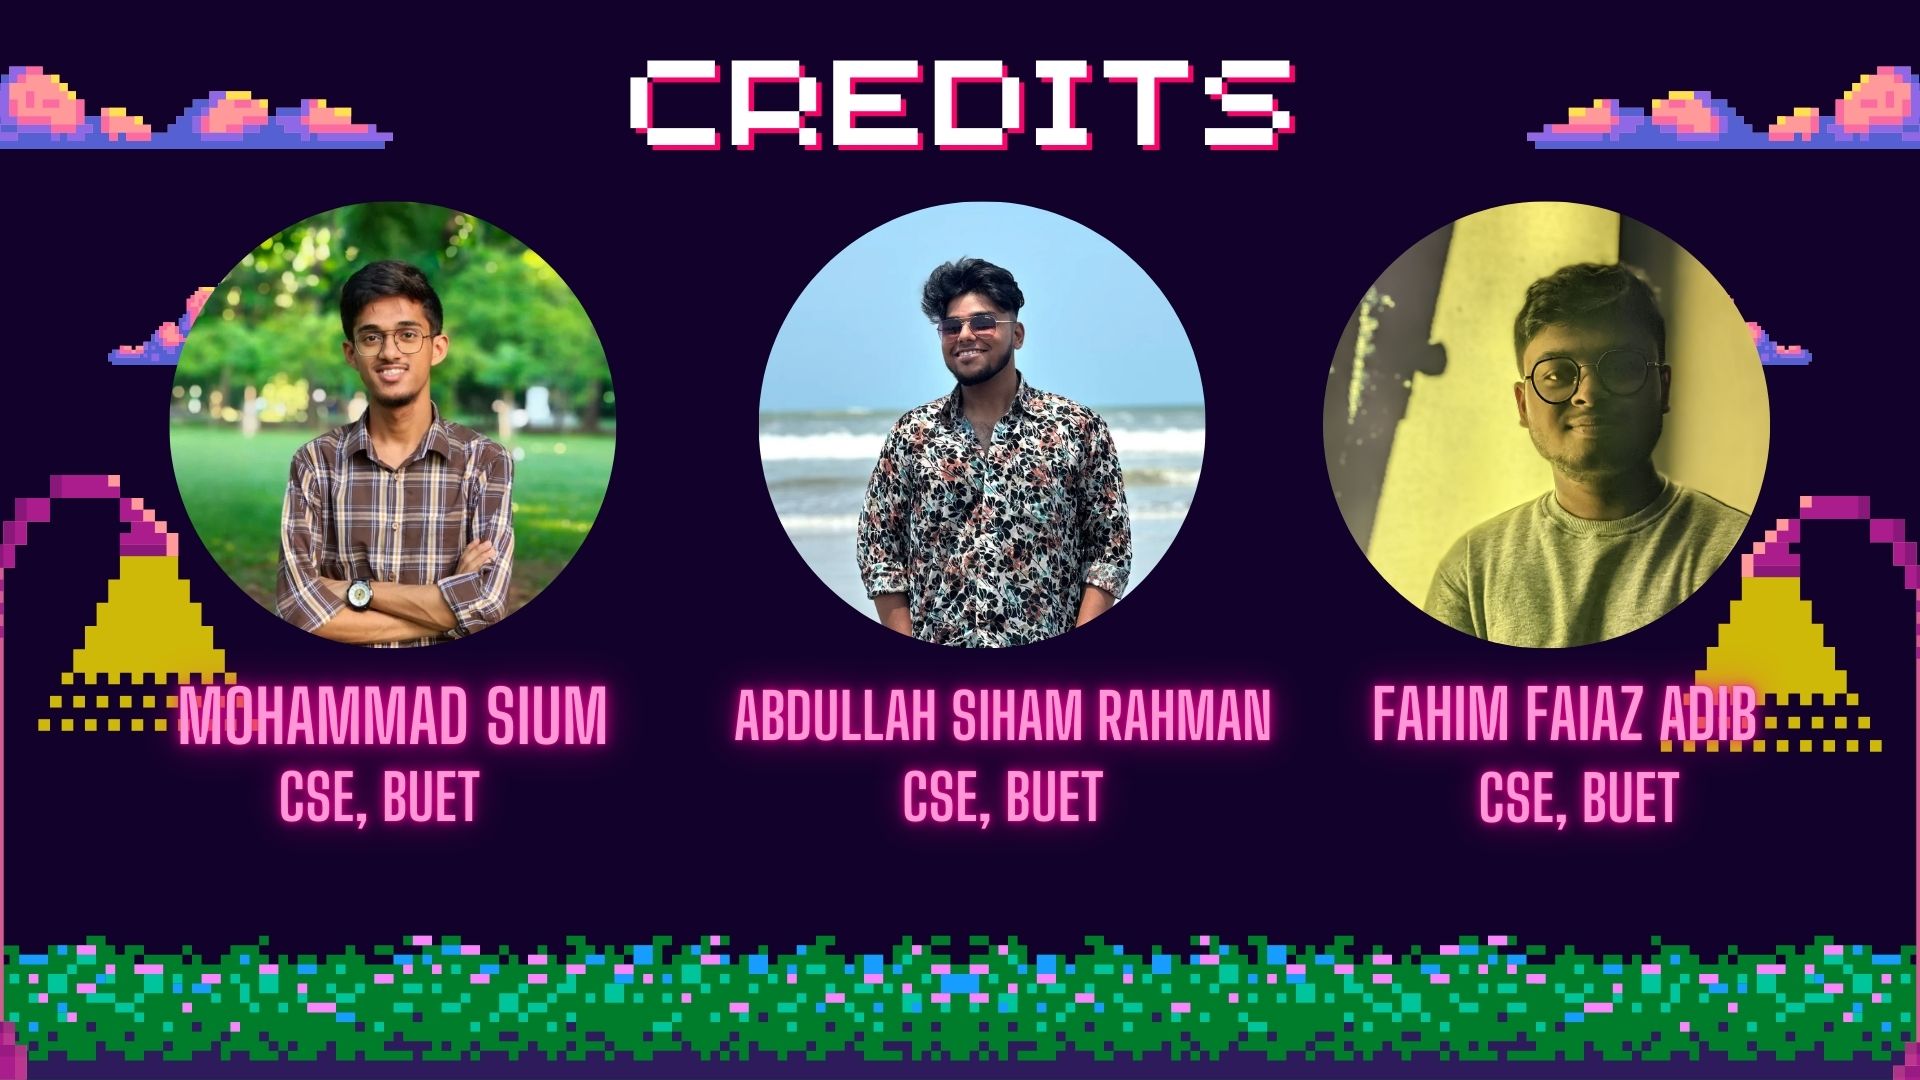 CREDITS
MOHAMMAD SIUM
CSE, BUET
ABDULLAH SIHAM RAHMAN
CSE, BUET
FAHIM FAIAZ ADIB
CSE, BUET